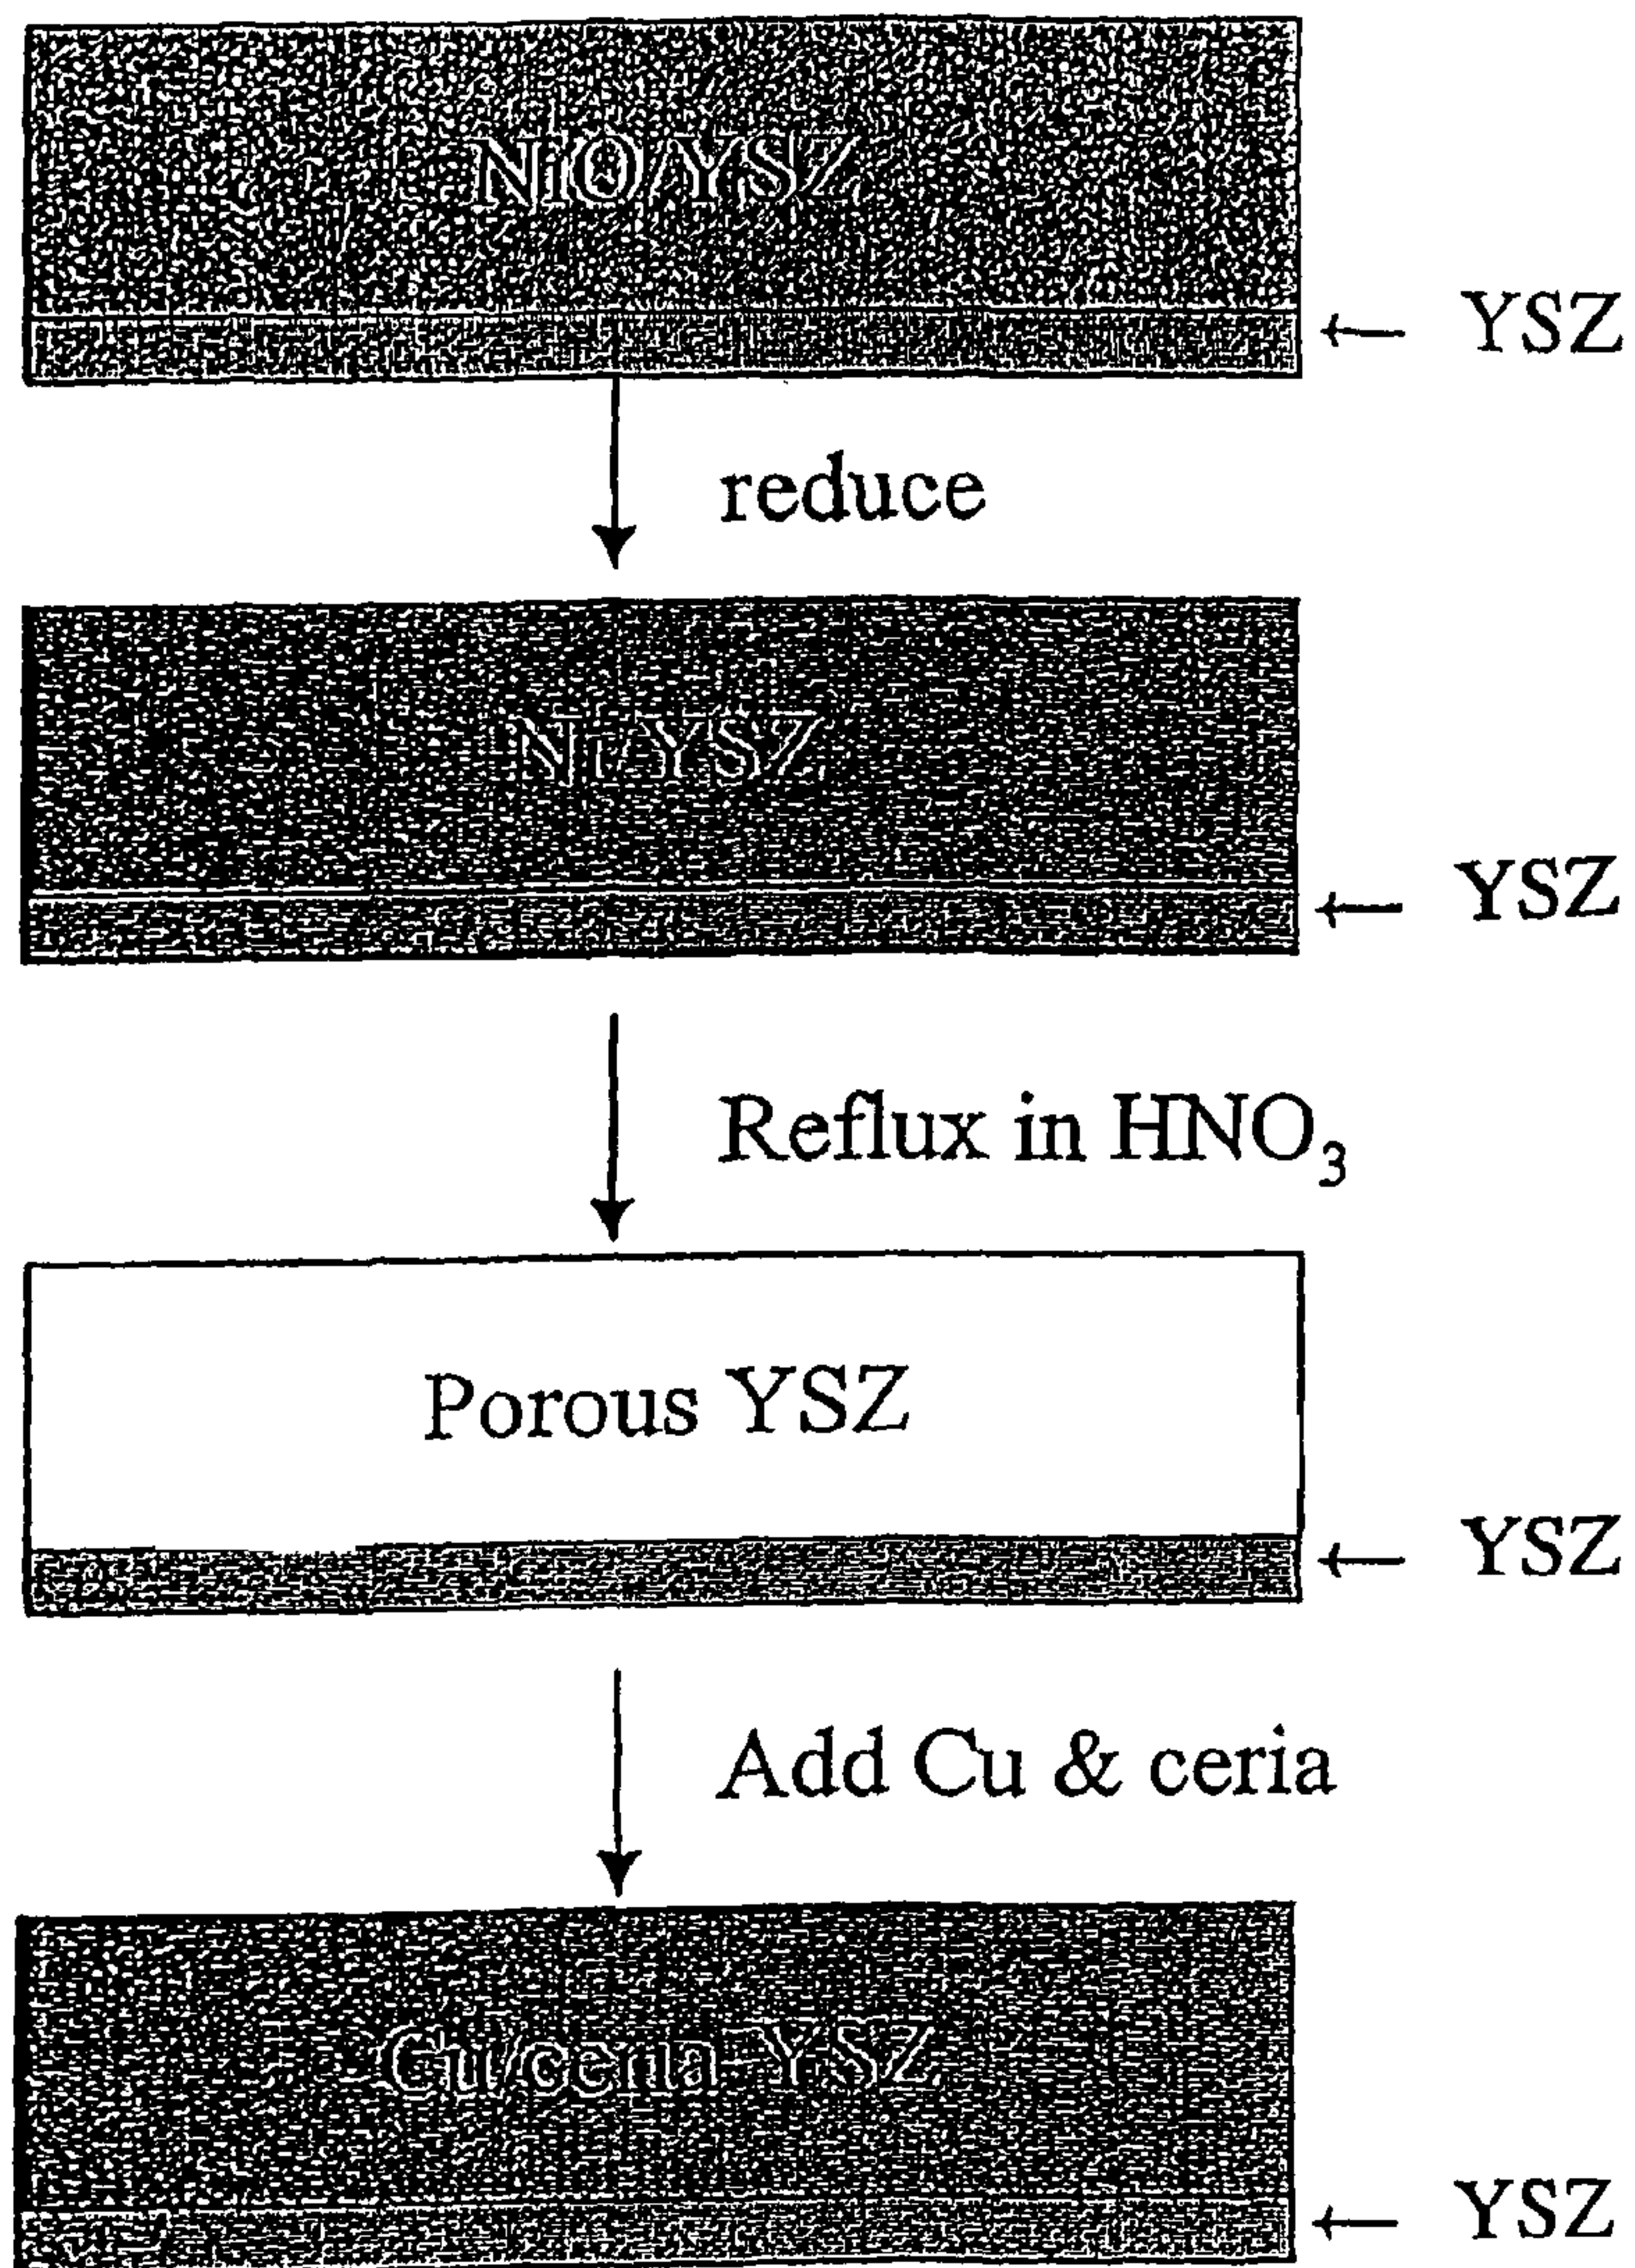 NiO/YSZ
YSZ
reduce
Ni/YSZ
YSZ
Reflux in HNO₃
Porous YSZ
YSZ
Add Cu & ceria
Cu/ceria YSZ
YSZ